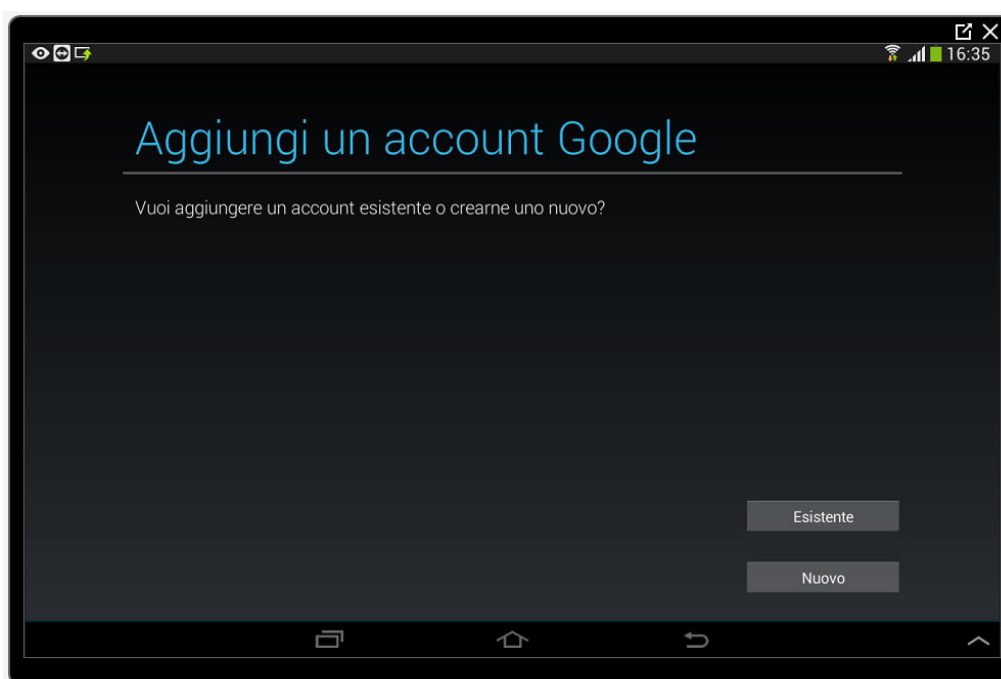 16:35
Aggiungi un account Google
Vuoi aggiungere un account esistente o crearne uno nuovo?
Esistente
Nuovo